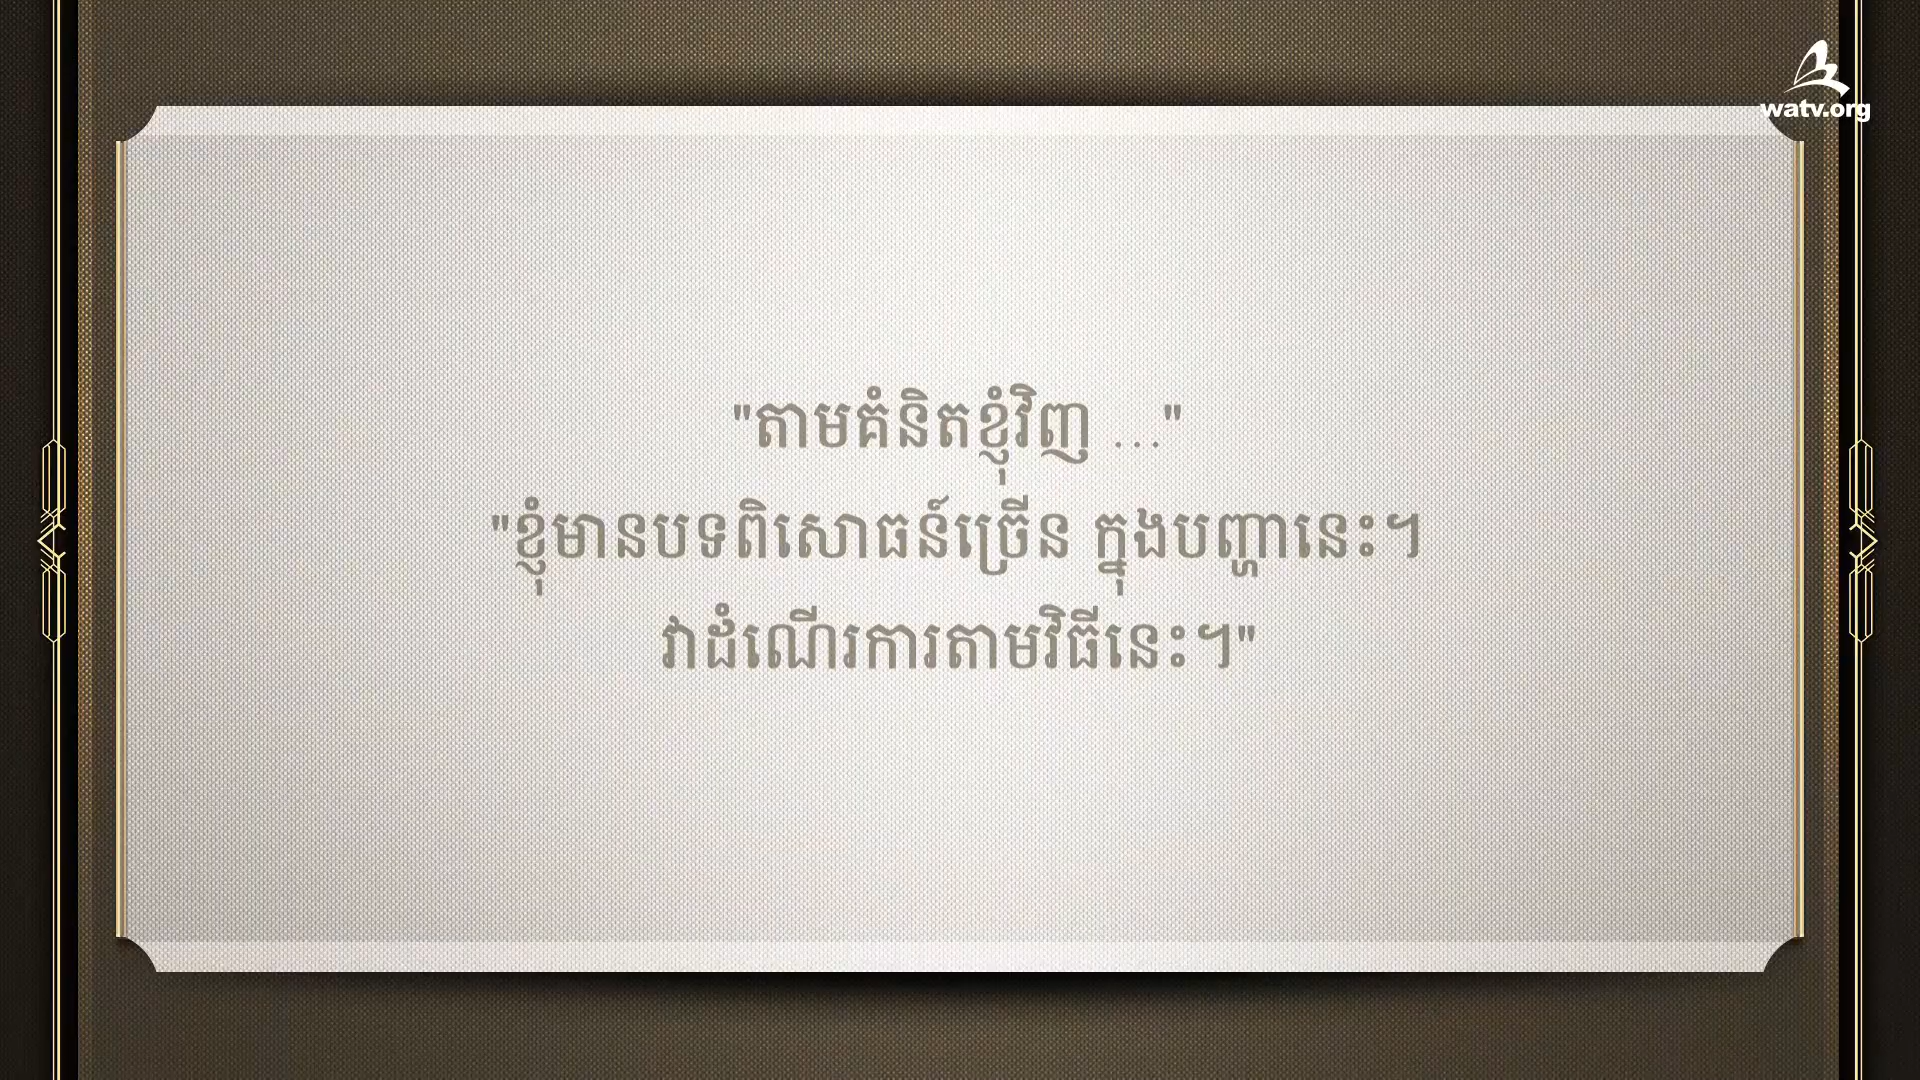 watv.org
"តាមគំនិតខ្ញុំវិញ ..."
"ខ្ញុំមានបទពិសោធន៍ច្រើន ក្នុងបញ្ហានេះ។
វាដំណើរការតាមវិធីនេះ។"